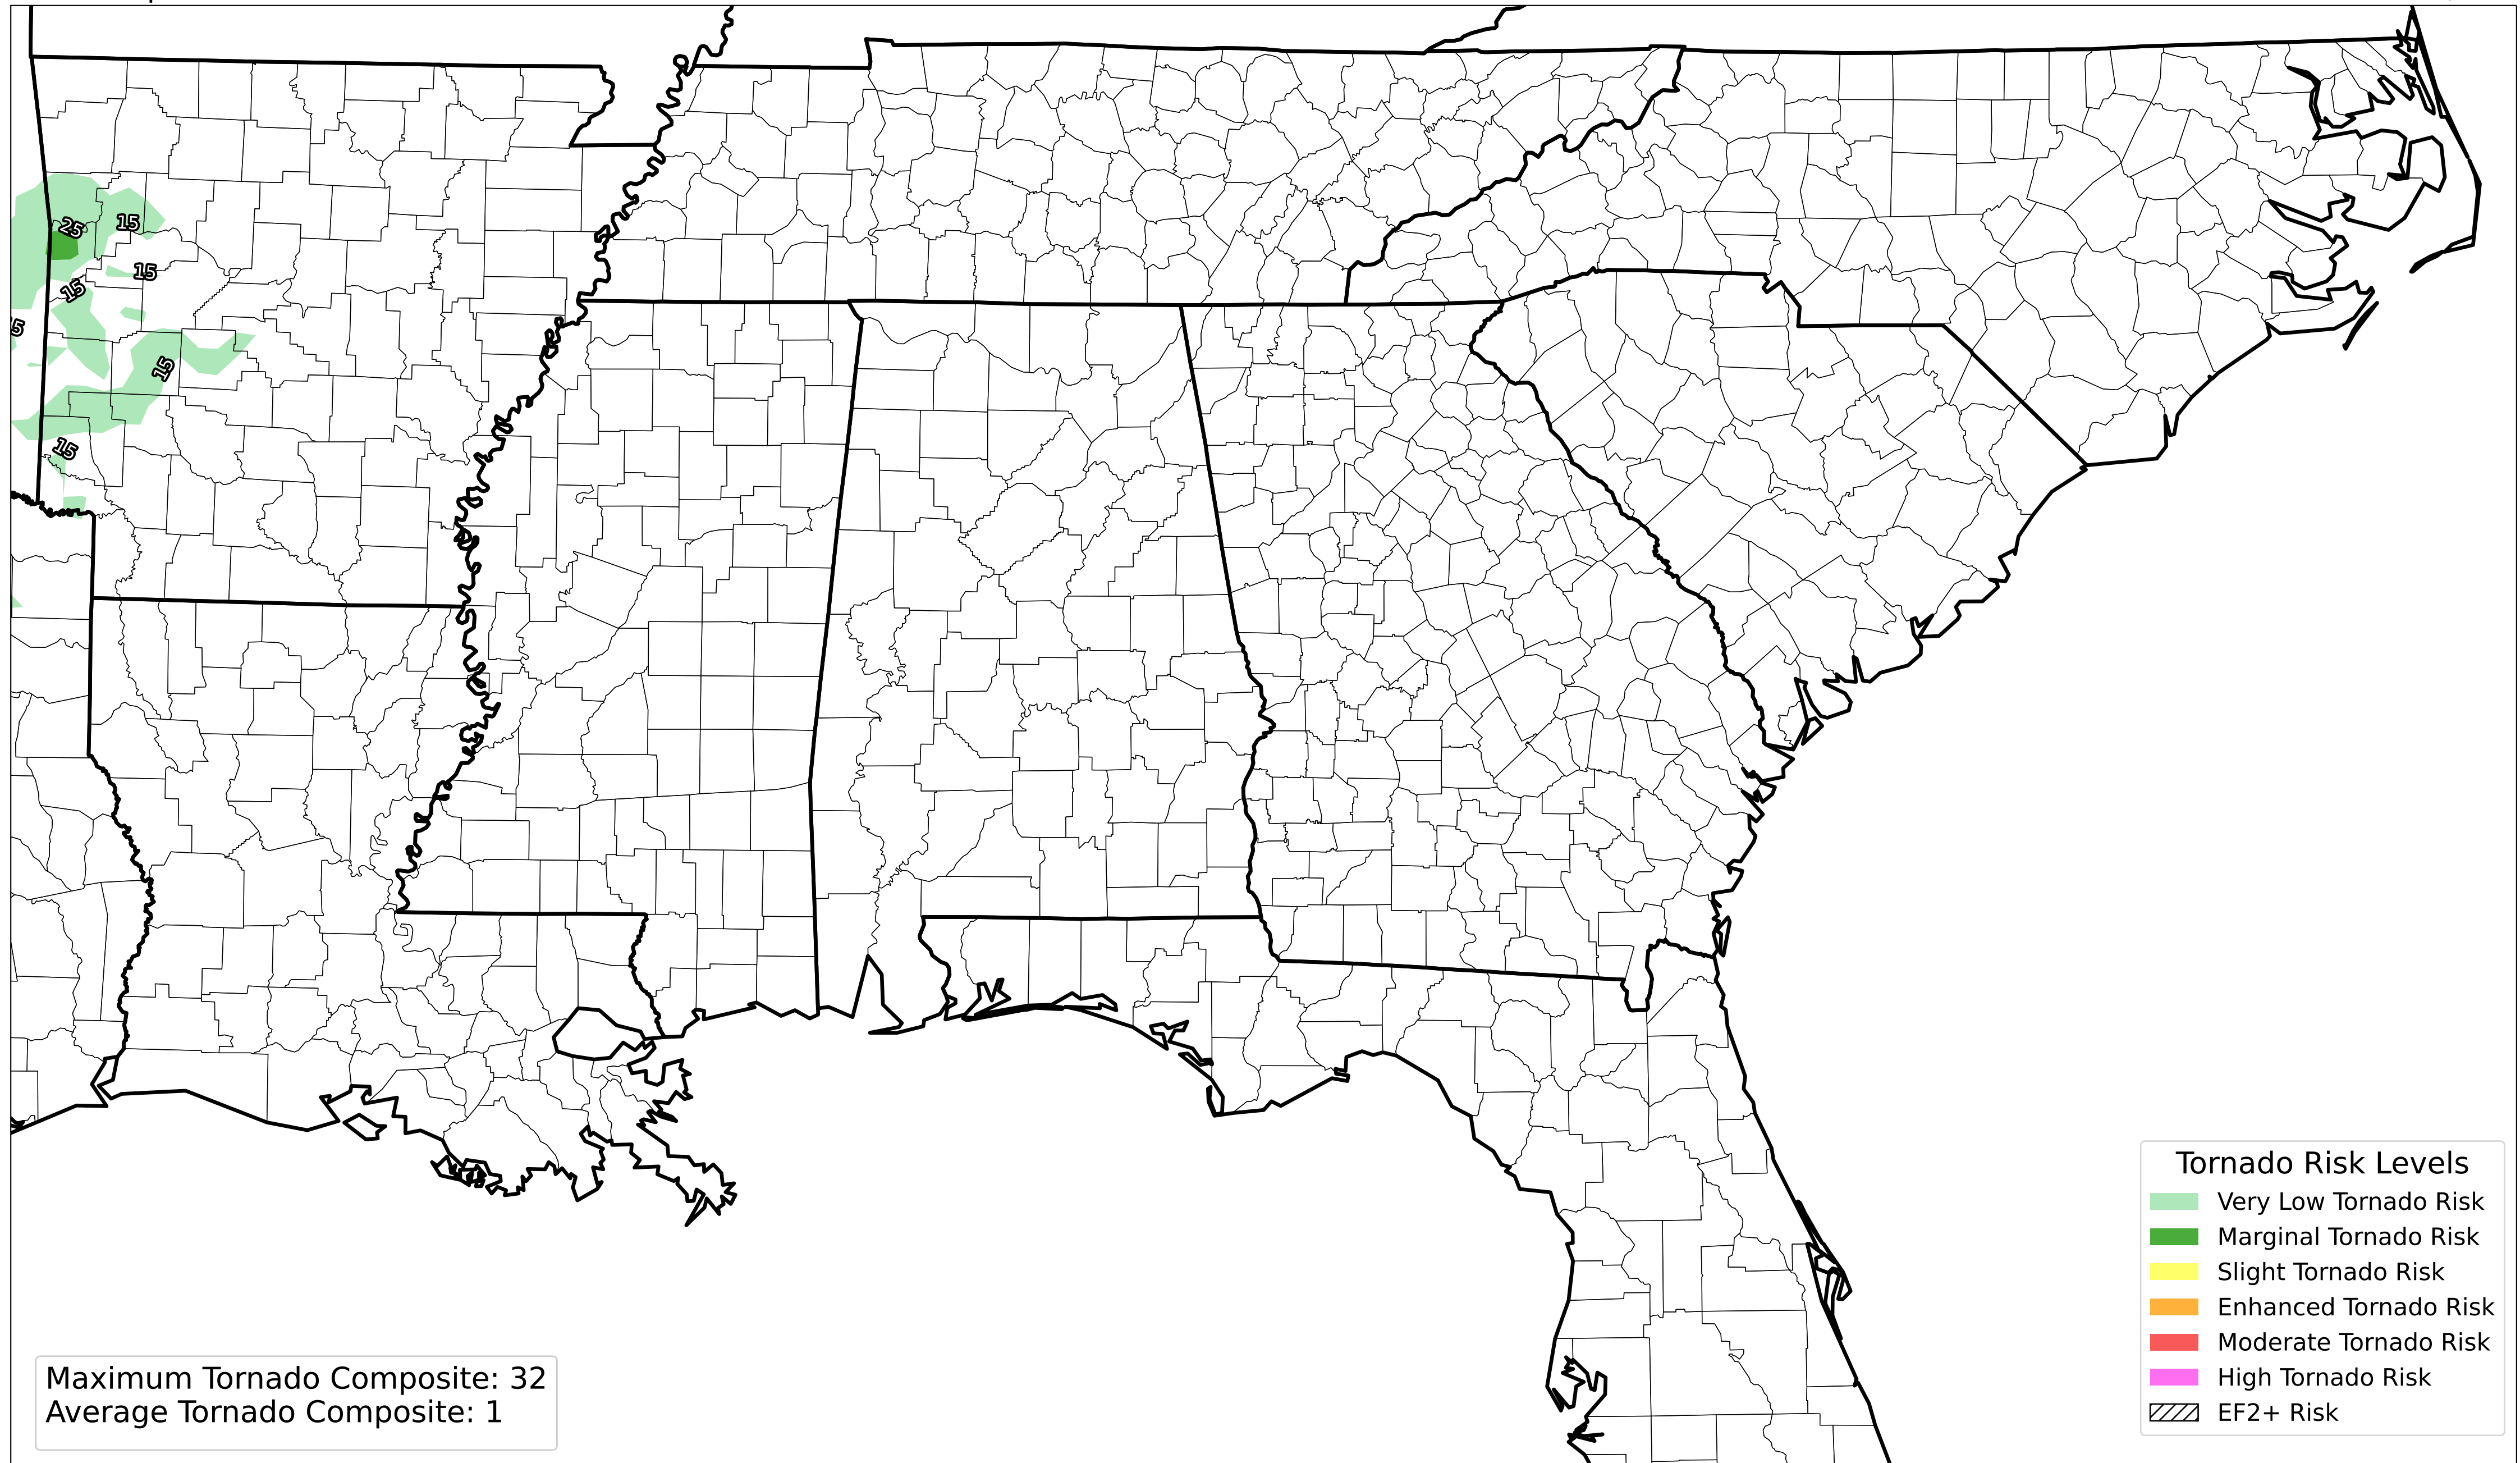 25
15
15
15
5
15
15
Tornado Risk Levels
Very Low Tornado Risk
Marginal Tornado Risk
Slight Tornado Risk
Enhanced Tornado Risk
Moderate Tornado Risk
High Tornado Risk
EF2+ Risk
Maximum Tornado Composite: 32
Average Tornado Composite: 1